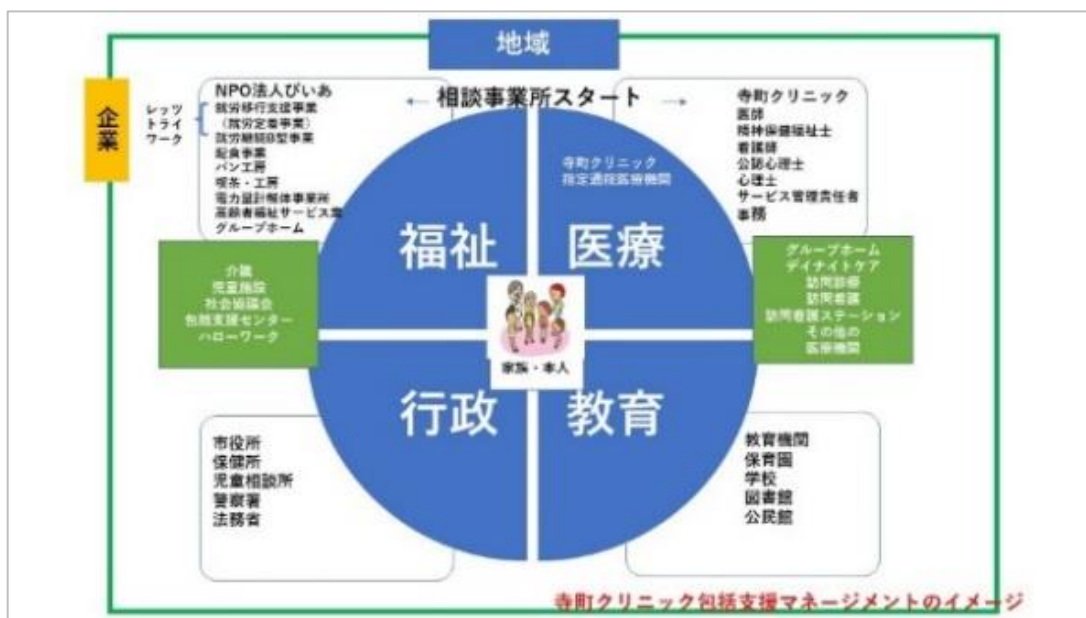 地域
企業
レッツ
トライ
ワーク
NPO法人ぴいあ
就労移行支援事業
(就労定着事業)
就労継続B型事業
給食事業
パン工房
喫茶・工房
電力量計解体事業所
高齢者福祉サービス
グループホーム
相談事業所スタート
寺町クリニック
医師
精神保健福祉士
看護師
公認心理士
心理士
サービス管理責任者
事務
寺町クリニック
指定通院医療機関
福祉
医療
介護
児童施設
社会協議会
包括支援センター
ハローワーク
グループホーム
デイナイトケア
訪問診療
訪問看護
訪問看護ステーション
その他の
医療機関
家族・本人
行政
教育
市役所
保健所
児童相談所
警察署
法務省
教育機関
保育園
学校
図書館
公民館
寺町クリニック包括支援マネージメントのイメージ